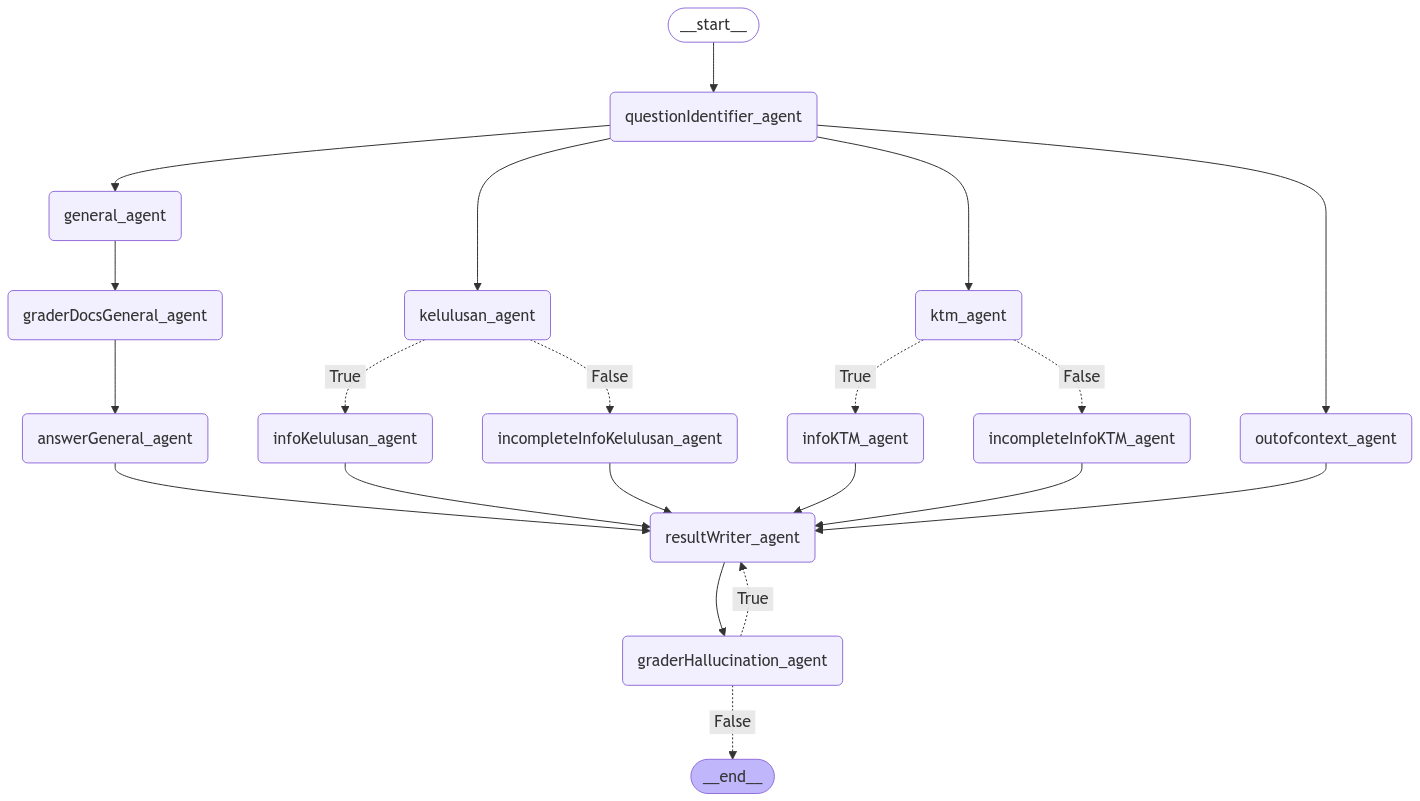 __start__
questionIdentifier_agent
general_agent
graderDocsGeneral_agent
kelulusan_agent
ktm_agent
True
False
True
False
answerGeneral_agent
infoKelulusan_agent
incompleteInfoKelulusan_agent
infoKTM_agent
incompleteInfoKTM_agent
outofcontext_agent
resultWriter_agent
True
graderHallucination_agent
False
__end__